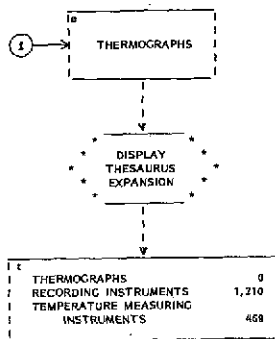 e
1
THERMOGRAPHS
DISPLAY
THESAURUS
EXPANSION
t
THERMOGRAPHS 0
RECORDING INSTRUMENTS 1,210
TEMPERATURE MEASURING
INSTRUMENTS 469